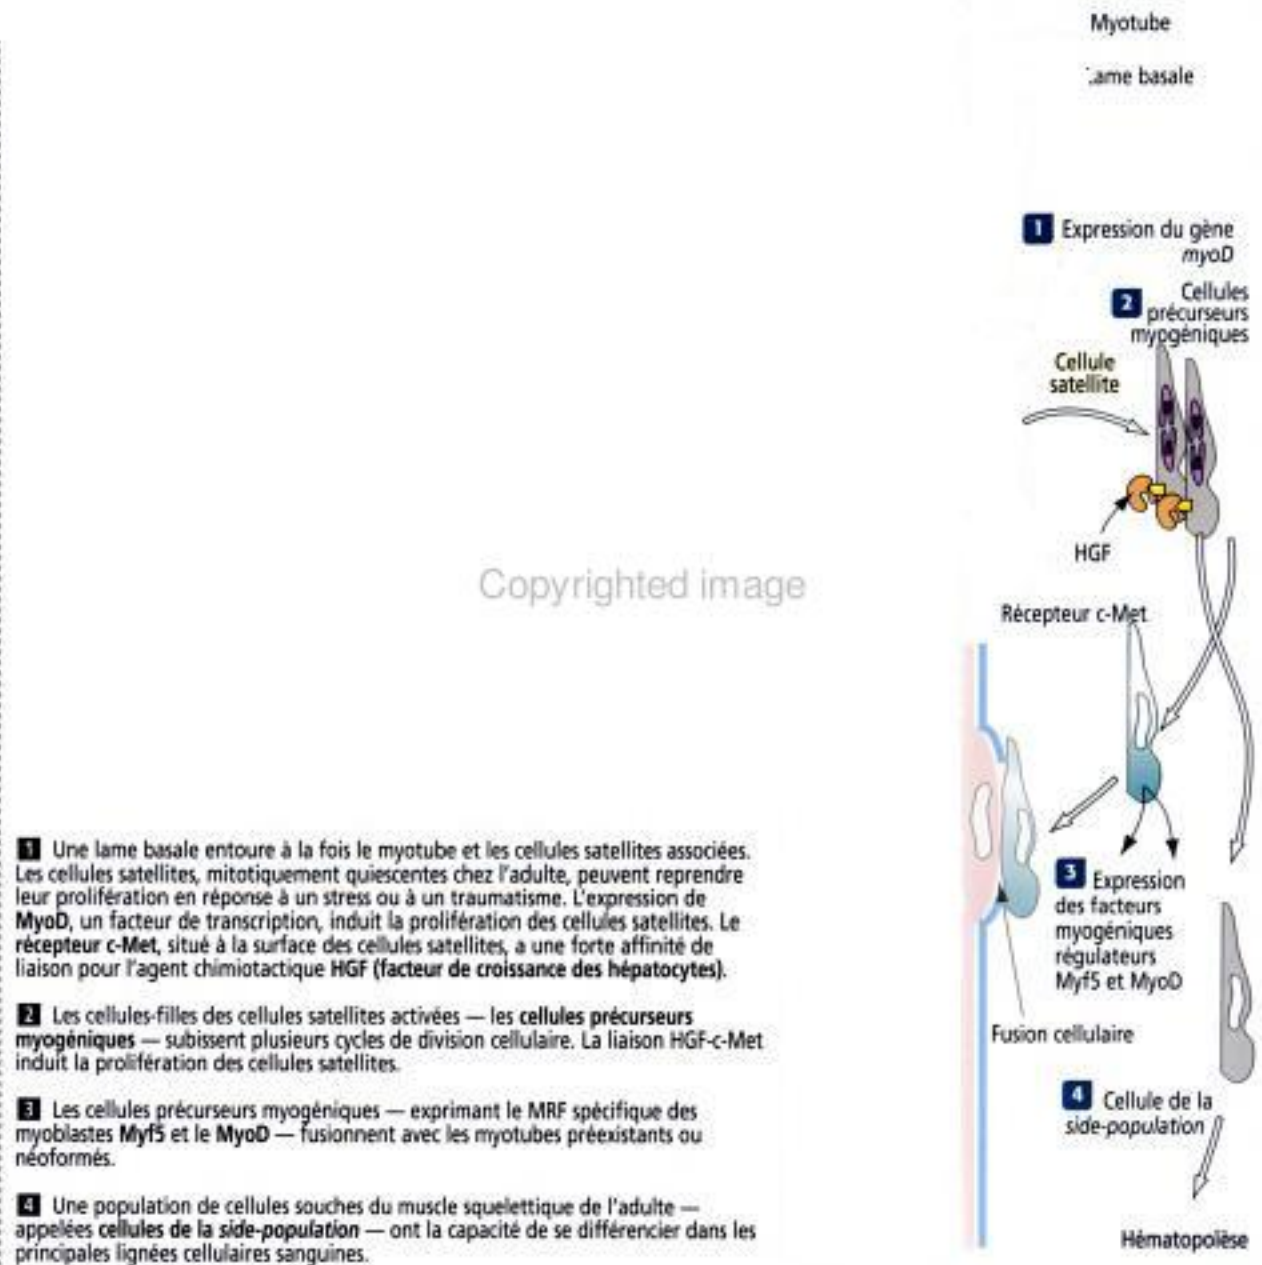 Myotube
Lame basale
1 Expression du gène
myoD
2 Cellules
précurseurs
myogéniques
Cellule
satellite
HGF
Copyrighted image
Récepteur c-Met
3 Expression
des facteurs
myogéniques
régulateurs
Myf5 et MyoD
Fusion cellulaire
4 Cellule de la
side-population
Hématopoïèse
1 Une lame basale entoure à la fois le myotube et les cellules satellites associées.
Les cellules satellites, mitotiquement quiescentes chez l'adulte, peuvent reprendre
leur prolifération en réponse à un stress ou à un traumatisme. L'expression de
MyoD, un facteur de transcription, induit la prolifération des cellules satellites. Le
récepteur c-Met, situé à la surface des cellules satellites, a une forte affinité de
liaison pour l'agent chimiotactique HGF (facteur de croissance des hépatocytes).
2 Les cellules-filles des cellules satellites activées — les cellules précurseurs
myogéniques — subissent plusieurs cycles de division cellulaire. La liaison HGF-c-Met
induit la prolifération des cellules satellites.
3 Les cellules précurseurs myogéniques — exprimant le MRF spécifique des
myoblastes Myf5 et le MyoD — fusionnent avec les myotubes préexistants ou
néoformés.
4 Une population de cellules souches du muscle squelettique de l'adulte —
appelées cellules de la side-population — ont la capacité de se différencier dans les
principales lignées cellulaires sanguines.